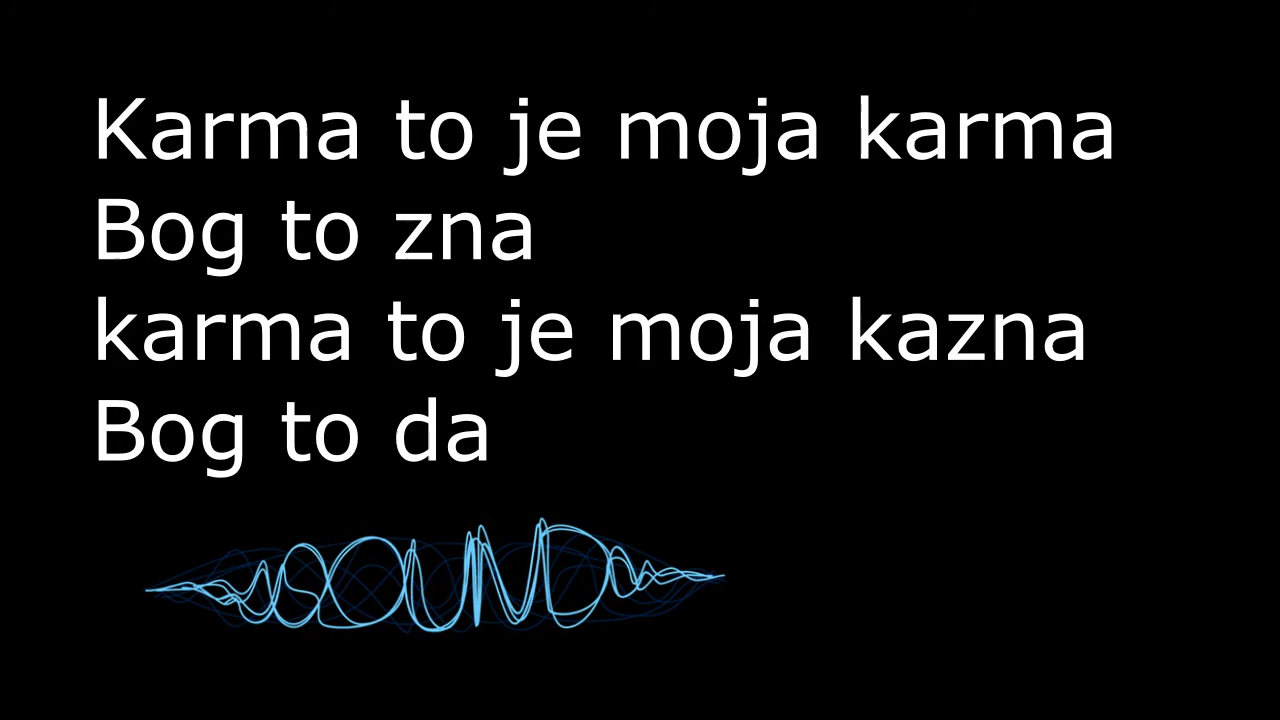 Karma to je moja karma
Bog to zna
karma to je moja kazna
Bog to da
SOUND